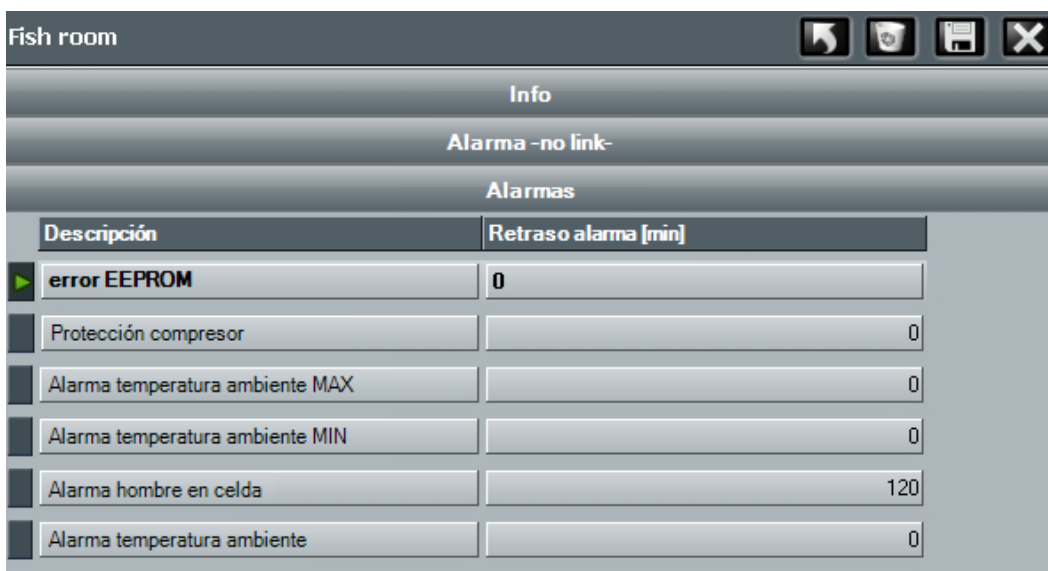 Fish room
Info
Alarma -no link-
Alarmas
Descripción Retraso alarma [min]
error EEPROM 0
Protección compresor 0
Alarma temperatura ambiente MAX 0
Alarma temperatura ambiente MIN 0
Alarma hombre en celda 120
Alarma temperatura ambiente 0